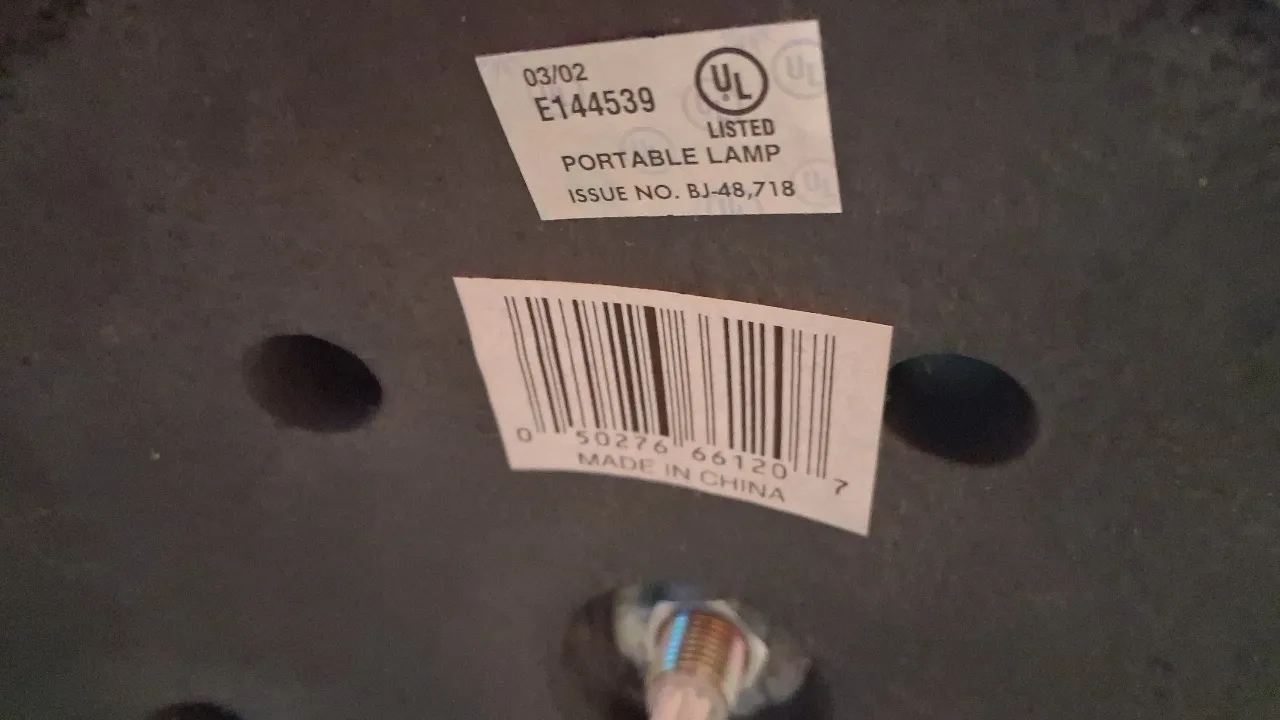 03/02
E144539
UL
LISTED
PORTABLE LAMP
ISSUE NO. BJ-48,718
0 50276 66120 7
MADE IN CHINA